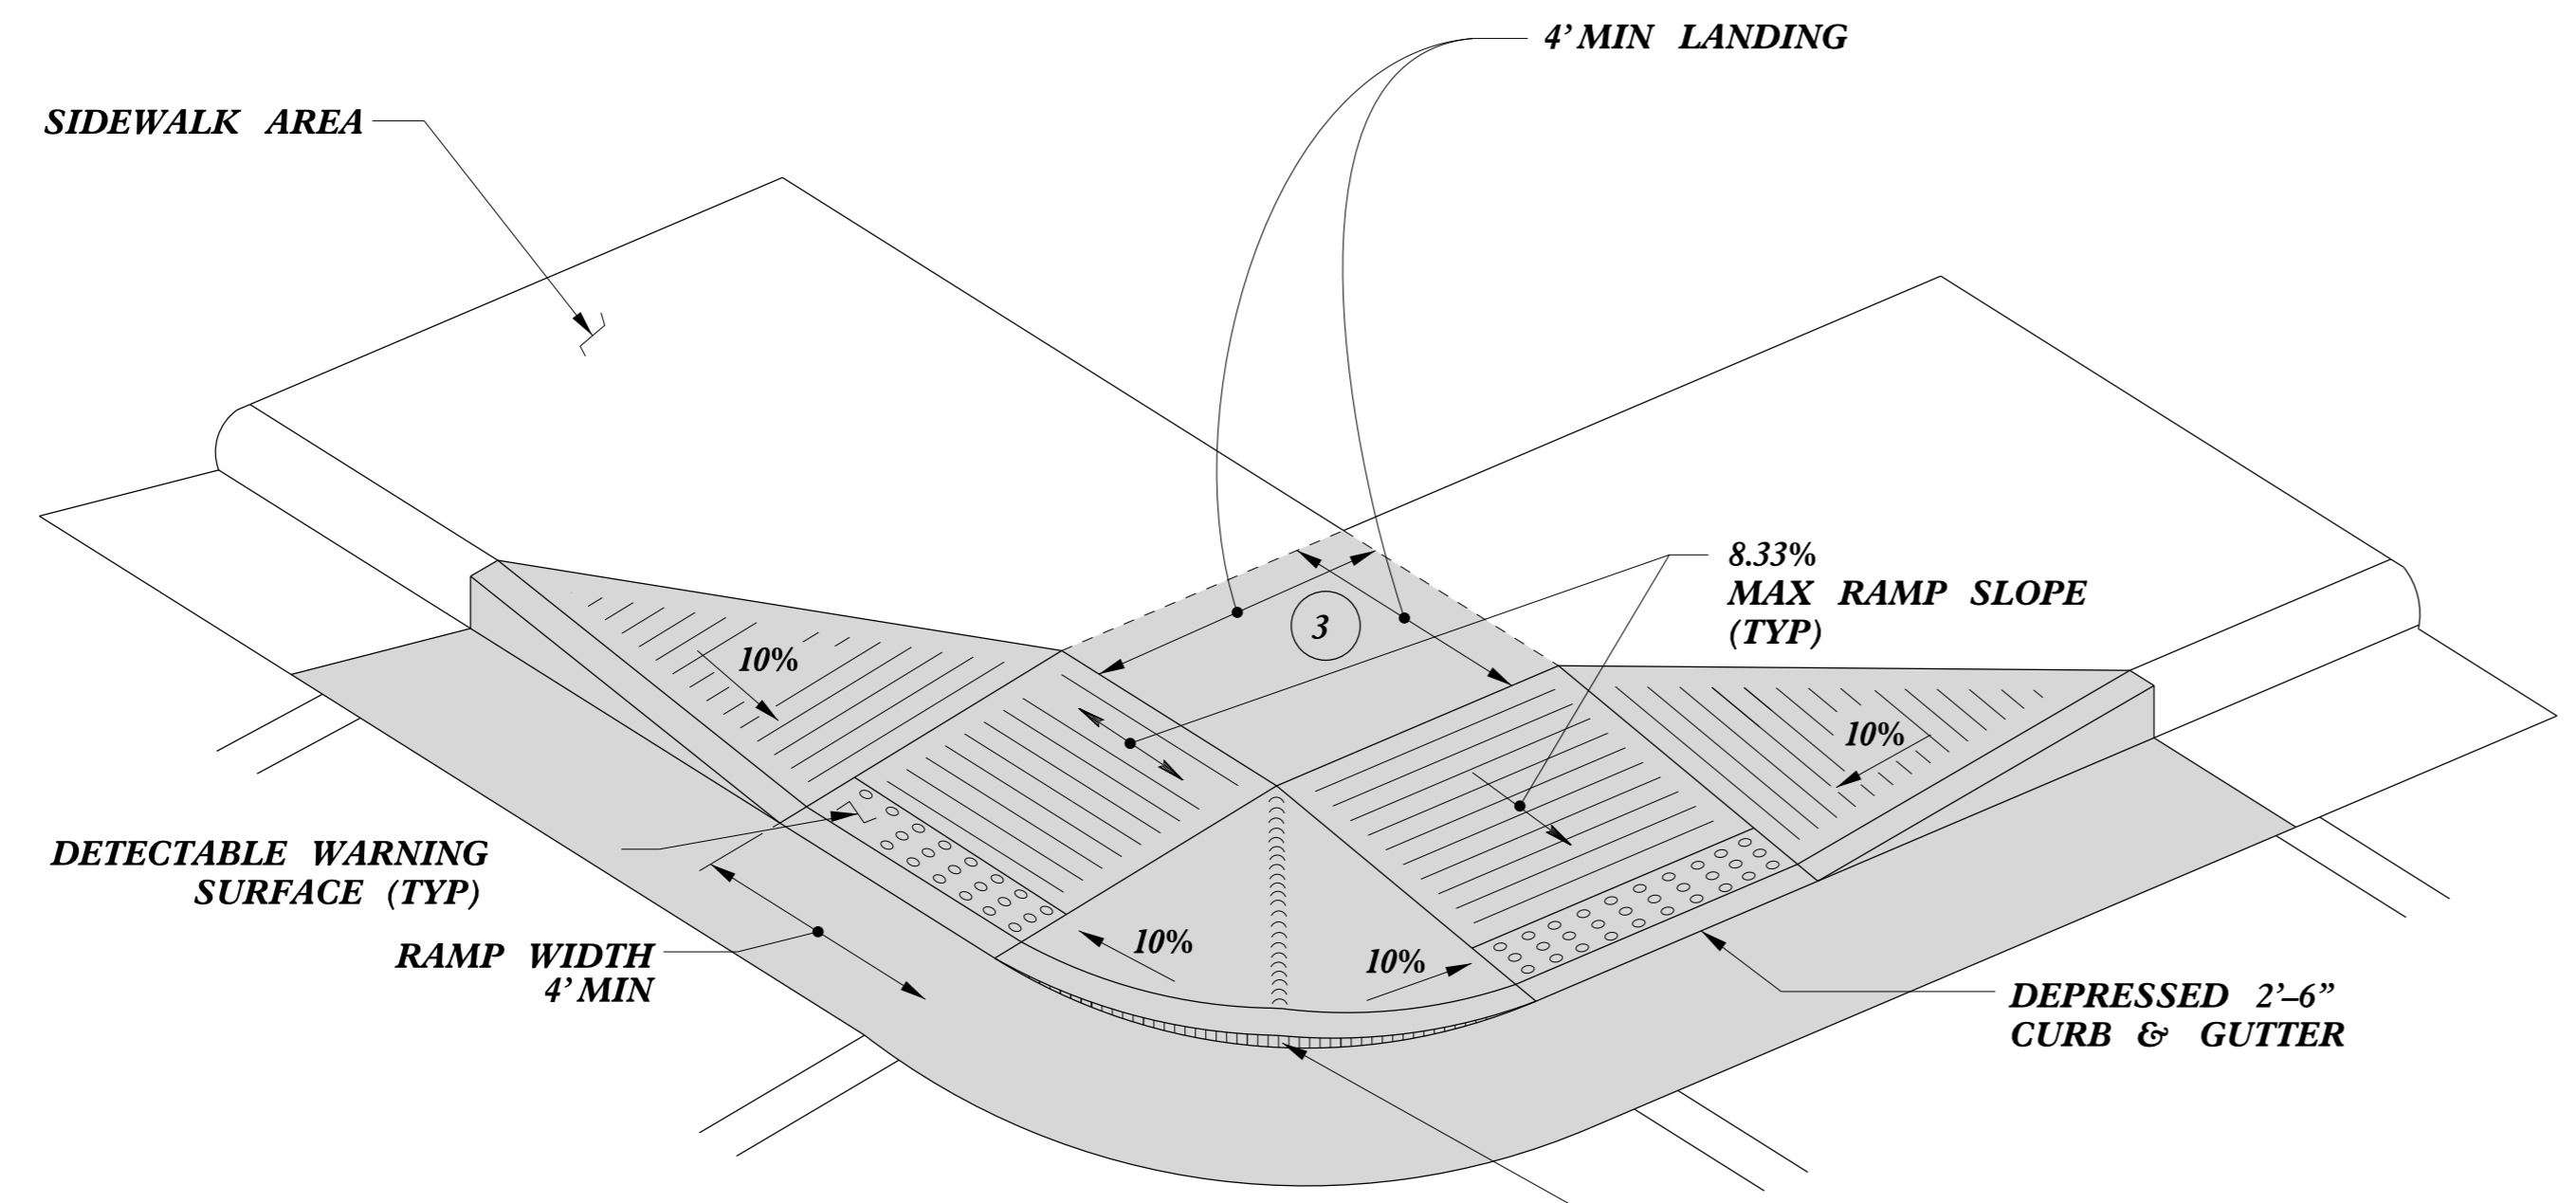 4' MIN LANDING
SIDEWALK AREA
8.33%
MAX RAMP SLOPE
(TYP)
3
10%
10%
DETECTABLE WARNING
SURFACE (TYP)
RAMP WIDTH
4' MIN
10%
10%
DEPRESSED 2'–6”
CURB & GUTTER